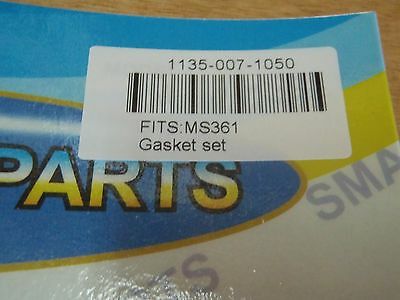 1135-007-1050
FITS:MS361
Gasket set
PARTS
SMA